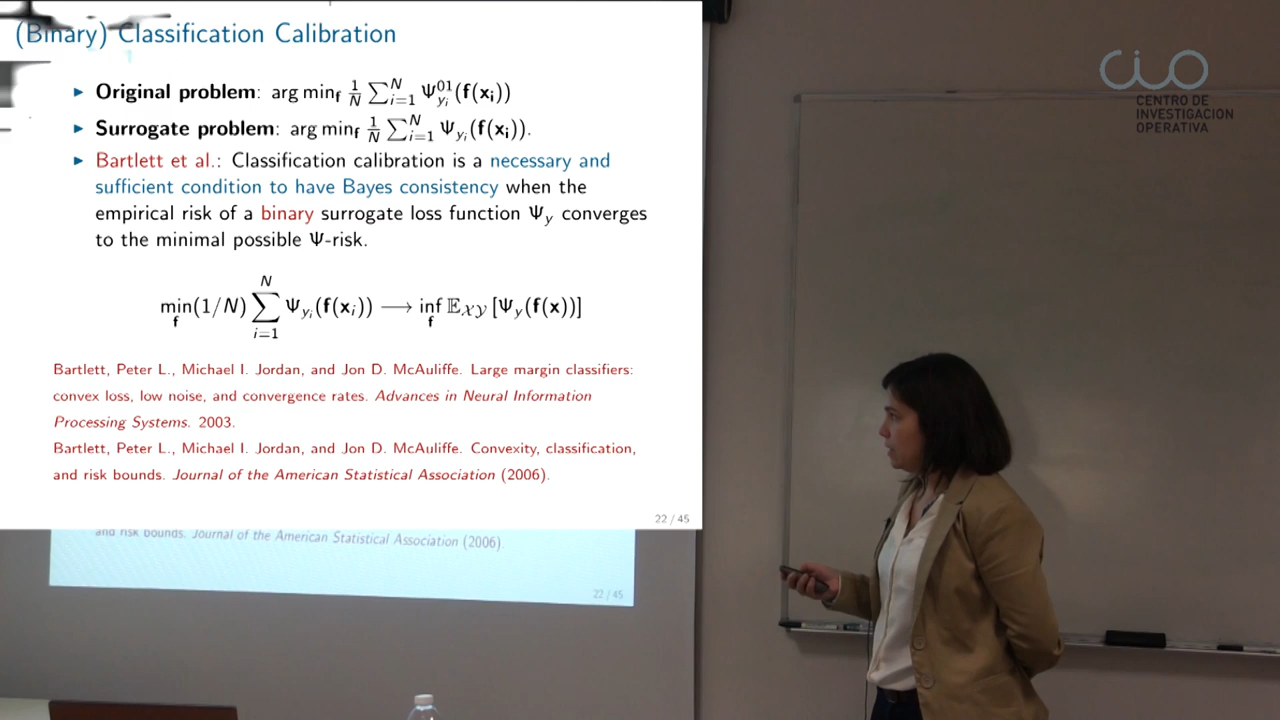 (Binary) Classification Calibration
▶ Original problem: arg min_f 1/N ∑_{i=1}^N Ψ^{01}_{y_i}(f(x_i))
▶ Surrogate problem: arg min_f 1/N ∑_{i=1}^N Ψ_{y_i}(f(x_i)).
▶ Bartlett et al.: Classification calibration is a necessary and
sufficient condition to have Bayes consistency when the
empirical risk of a binary surrogate loss function Ψ_y converges
to the minimal possible Ψ-risk.
min_f (1/N) ∑_{i=1}^N Ψ_{y_i}(f(x_i)) ⟶ inf_f 𝔼_{𝒳𝒴} [Ψ_y(f(x))]
Bartlett, Peter L., Michael I. Jordan, and Jon D. McAuliffe. Large margin classifiers:
convex loss, low noise, and convergence rates. Advances in Neural Information
Processing Systems. 2003.
Bartlett, Peter L., Michael I. Jordan, and Jon D. McAuliffe. Convexity, classification,
and risk bounds. Journal of the American Statistical Association (2006).
22 / 45
and risk bounds. Journal of the American Statistical Association (2006).
22 / 45
CIO
CENTRO DE
INVESTIGACIÓN
OPERATIVA